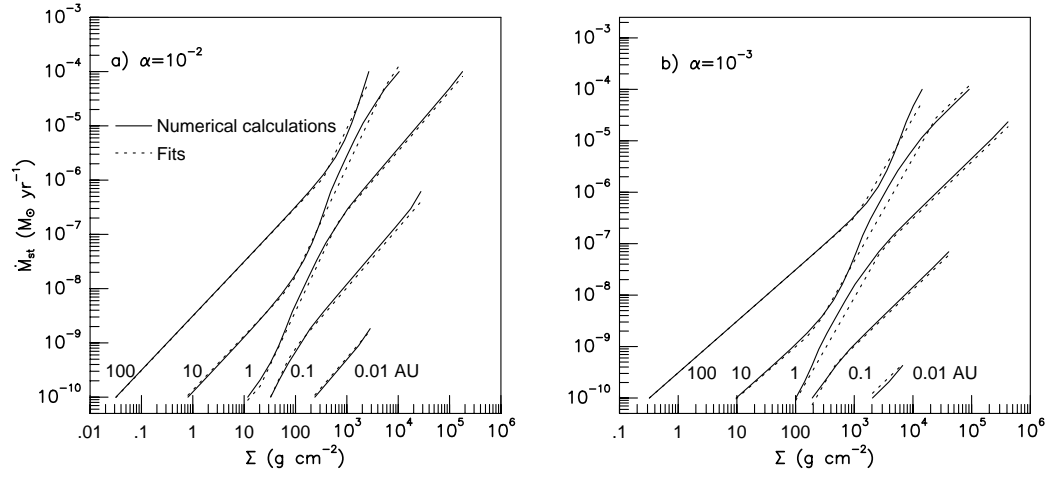 10⁻³
10⁻⁴
10⁻⁵
10⁻⁶
10⁻⁷
10⁻⁸
10⁻⁹
10⁻¹⁰
Ṁst (M⊙ yr⁻¹)
a) α=10⁻²
Numerical calculations
Fits
100 10 1 0.1 0.01 AU
.01 .1 1 10 100 10³ 10⁴ 10⁵ 10⁶
Σ (g cm⁻²)
10⁻³
10⁻⁴
10⁻⁵
10⁻⁶
10⁻⁷
10⁻⁸
10⁻⁹
10⁻¹⁰
b) α=10⁻³
100 10 1 0.1 0.01 AU
.1 1 10 100 10³ 10⁴ 10⁵ 10⁶
Σ (g cm⁻²)